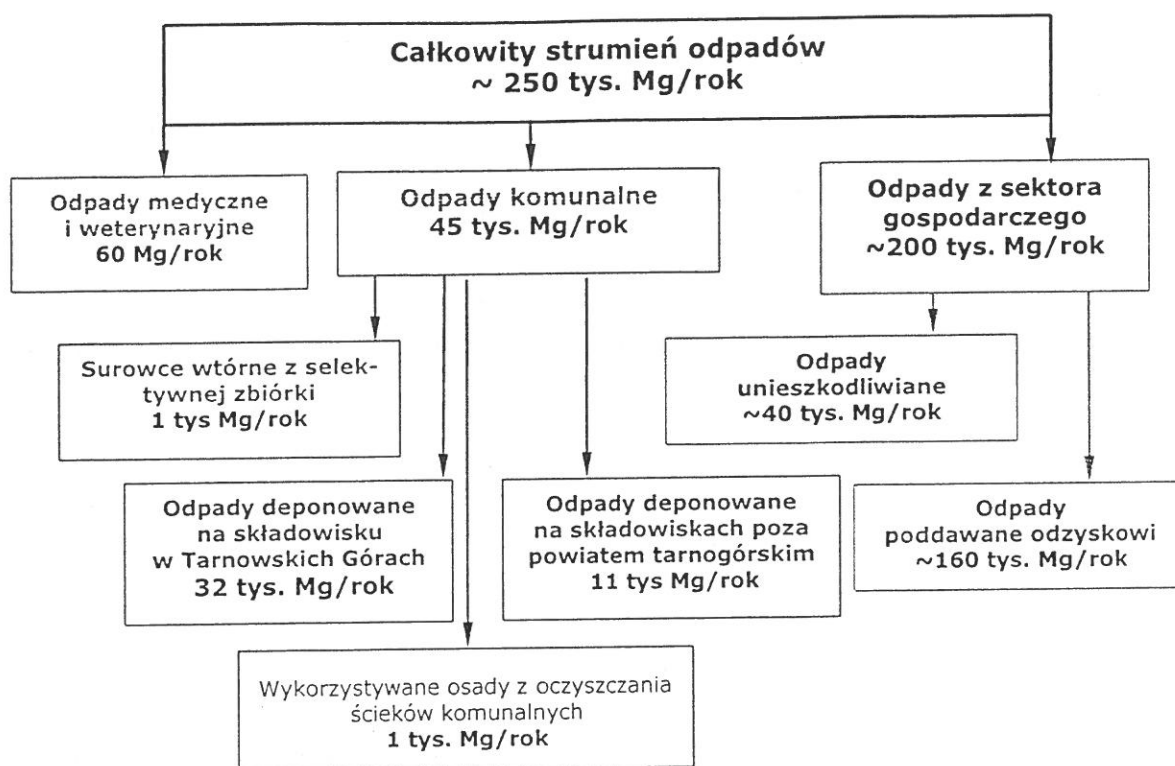 Całkowity strumień odpadów
~ 250 tys. Mg/rok
Odpady medyczne
i weterynaryjne
60 Mg/rok
Odpady komunalne
45 tys. Mg/rok
Odpady z sektora
gospodarczego
~200 tys. Mg/rok
Surowce wtórne z selek-
tywnej zbiórki
1 tys Mg/rok
Odpady
unieszkodliwiane
~40 tys. Mg/rok
Odpady deponowane
na składowisku
w Tarnowskich Górach
32 tys. Mg/rok
Odpady deponowane
na składowiskach poza
powiatem tarnogórskim
11 tys Mg/rok
Odpady
poddawane odzyskowi
~160 tys. Mg/rok
Wykorzystywane osady z oczyszczania
ścieków komunalnych
1 tys. Mg/rok